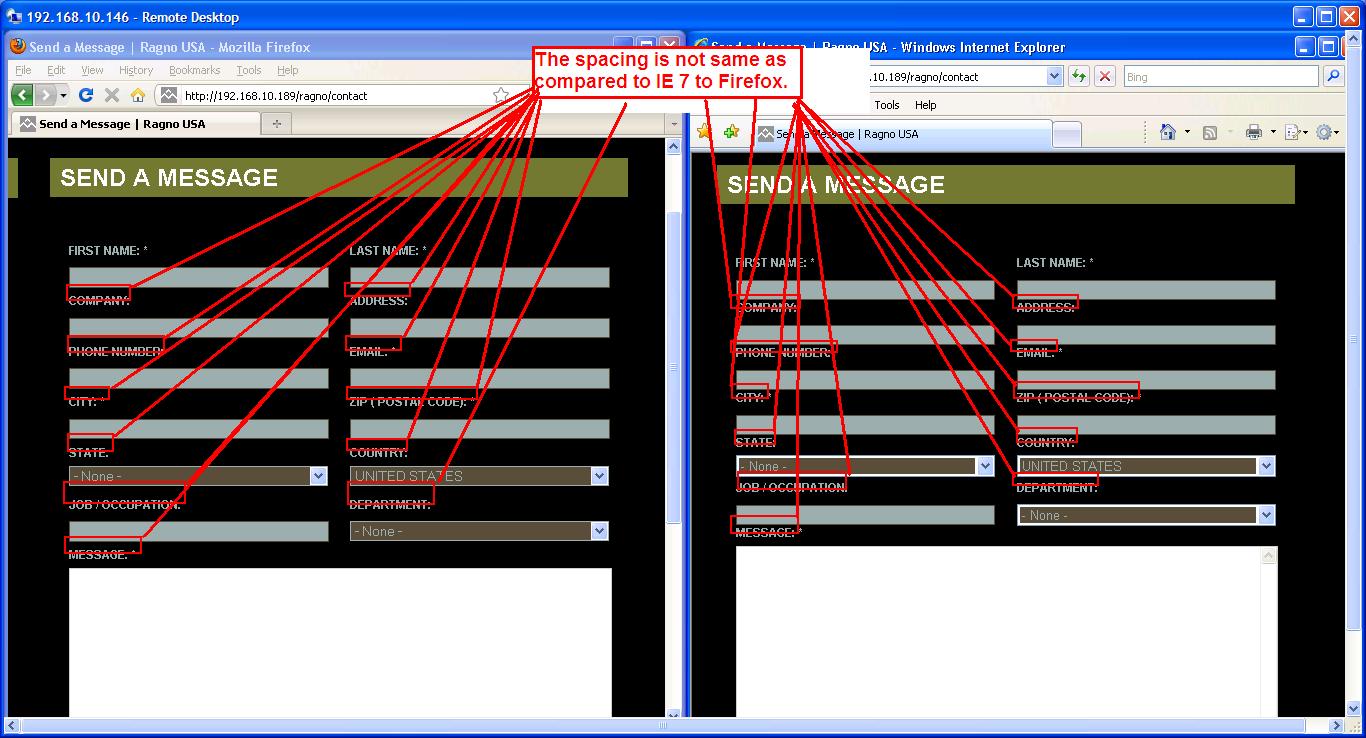 192.168.10.146 - Remote Desktop
Send a Message | Ragno USA - Mozilla Firefox
File Edit View History Bookmarks Tools Help
http://192.168.10.189/ragno/contact
Send a Message | Ragno USA
SEND A MESSAGE
FIRST NAME: * LAST NAME: *
COMPANY: ADDRESS:
PHONE NUMBER: EMAIL: *
CITY: * ZIP ( POSTAL CODE): *
STATE: COUNTRY:
- None - UNITED STATES
JOB / OCCUPATION: DEPARTMENT:
- None -
MESSAGE: *
The spacing is not same as
compared to IE 7 to Firefox.
Send a Message | Ragno USA - Windows Internet Explorer
.10.189/ragno/contact
Bing
Tools Help
Send a Message | Ragno USA
SEND A MESSAGE
FIRST NAME: * LAST NAME: *
COMPANY: ADDRESS:
PHONE NUMBER: EMAIL: *
CITY: * ZIP ( POSTAL CODE): *
STATE: COUNTRY:
- None - UNITED STATES
JOB / OCCUPATION: DEPARTMENT:
- None -
MESSAGE: *